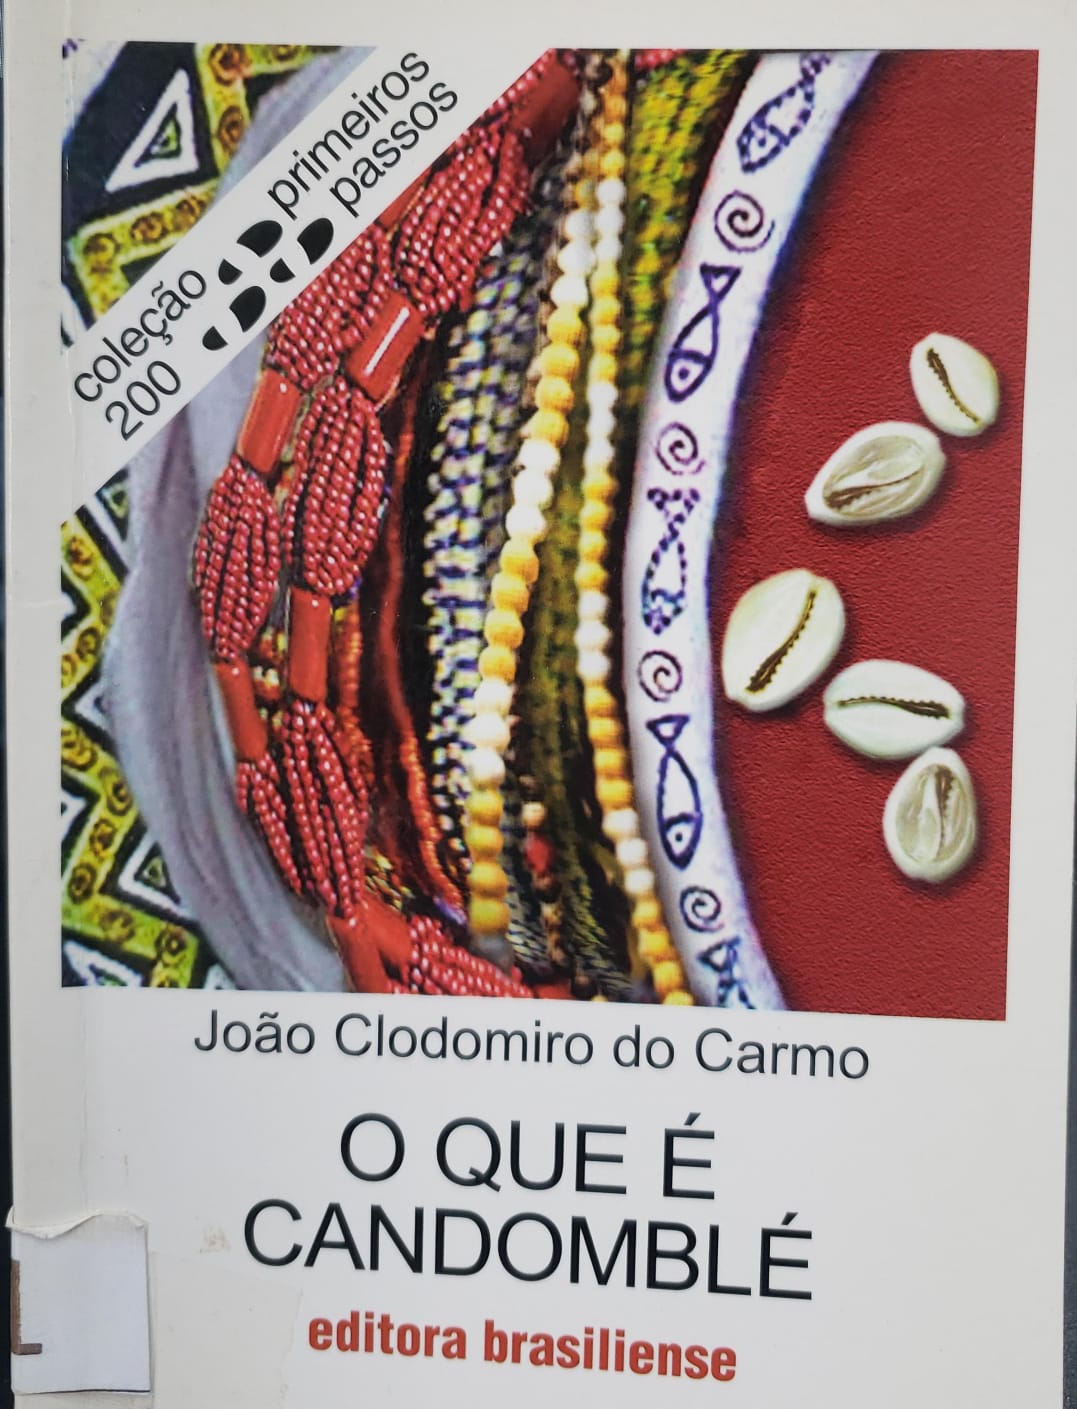 coleção primeiros
200 passos
João Clodomiro do Carmo
O QUE É
CANDOMBLÉ
editora brasiliense